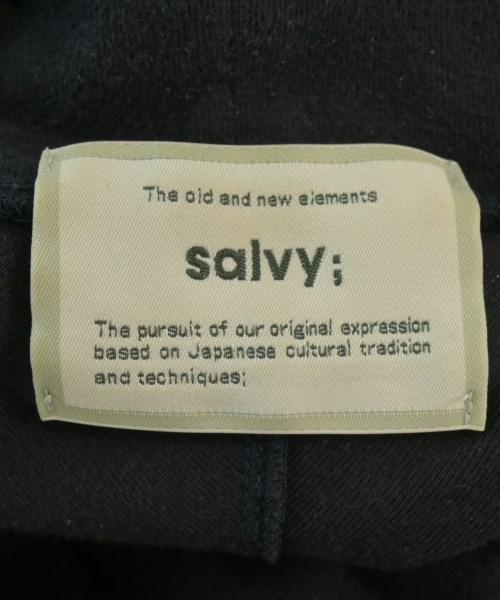 The old and new elements
salvy;
The pursuit of our original expression
based on Japanese cultural tradition
and techniques;